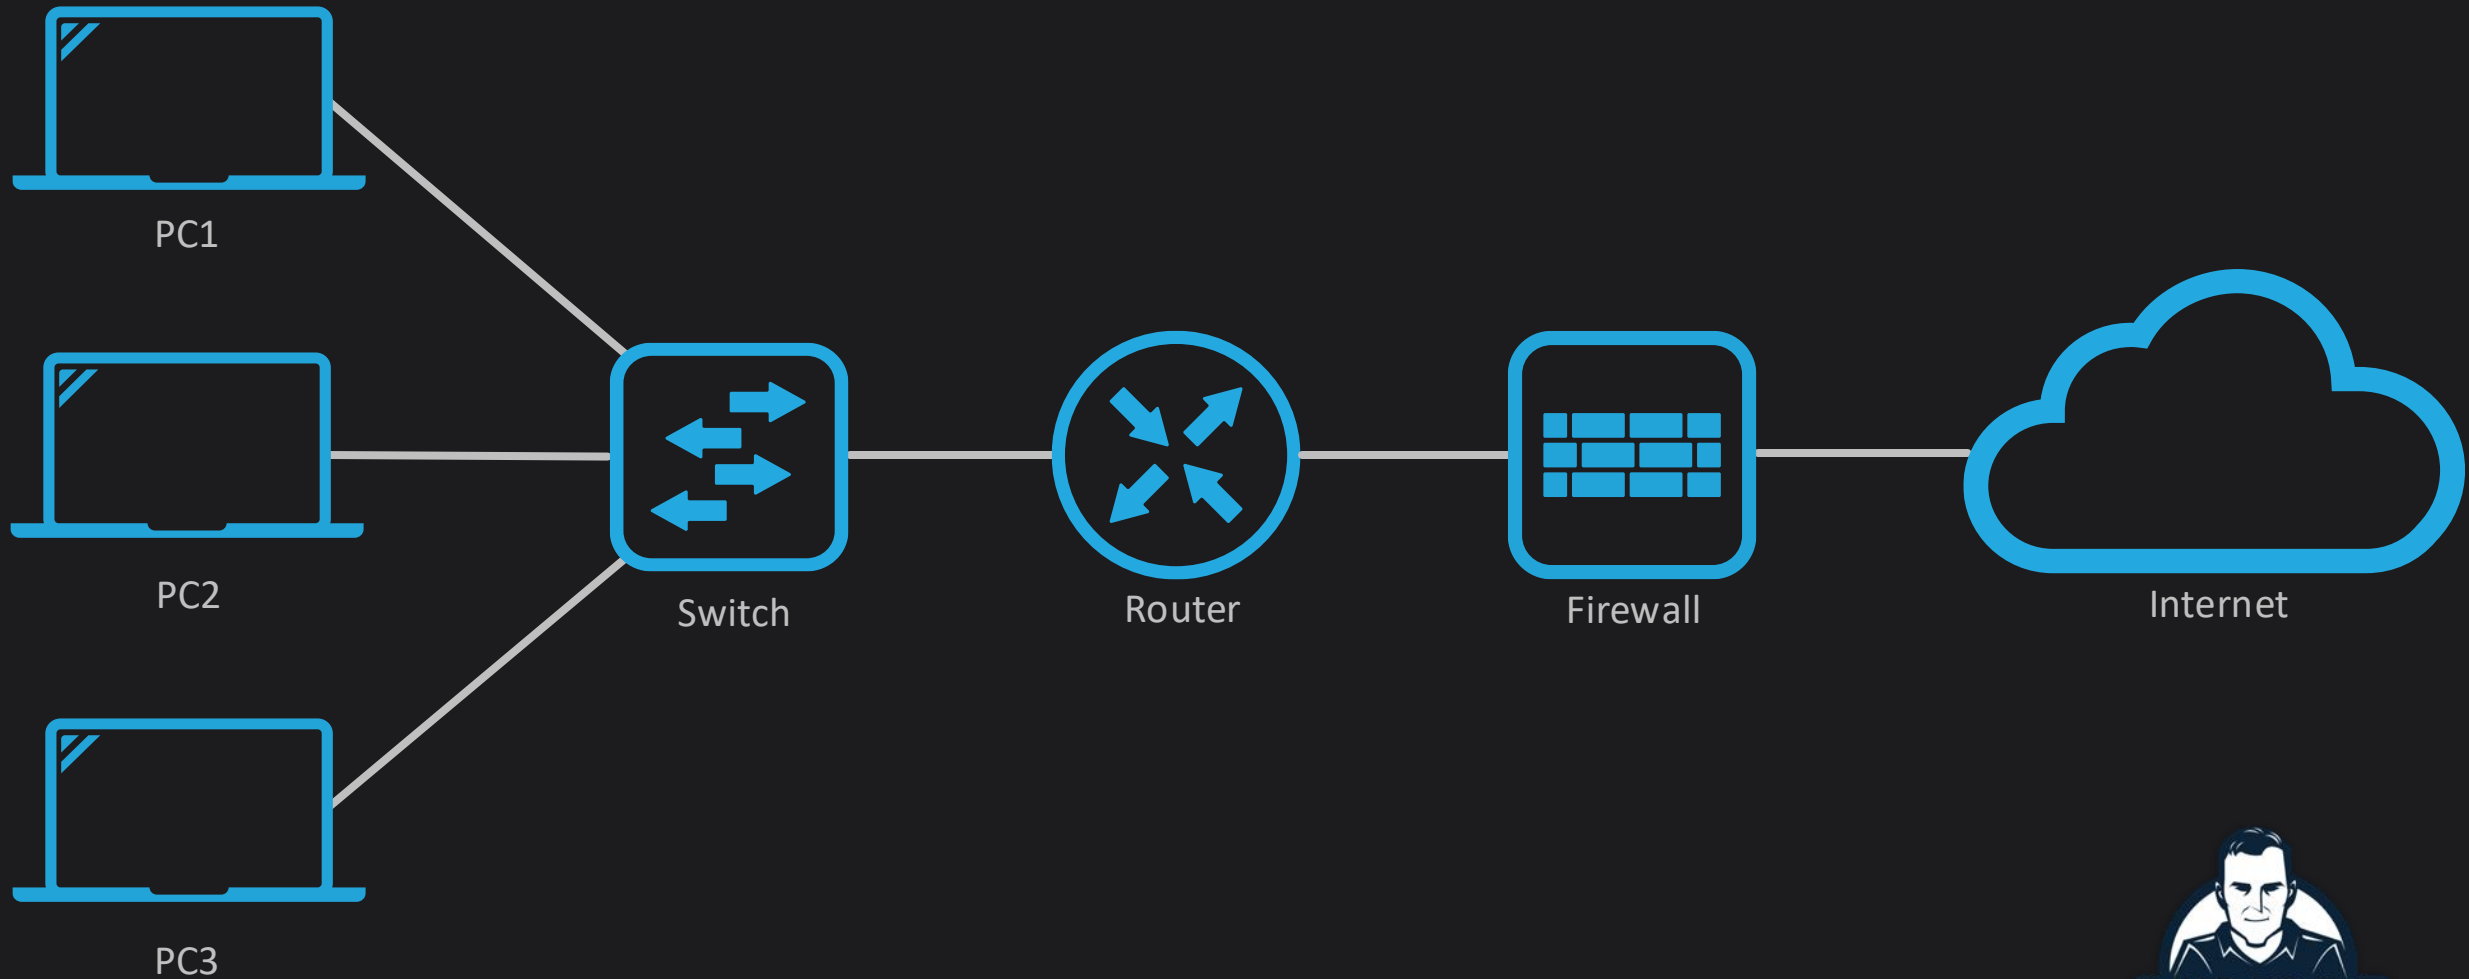 PC1
PC2
PC3
Switch
Router
Firewall
Internet